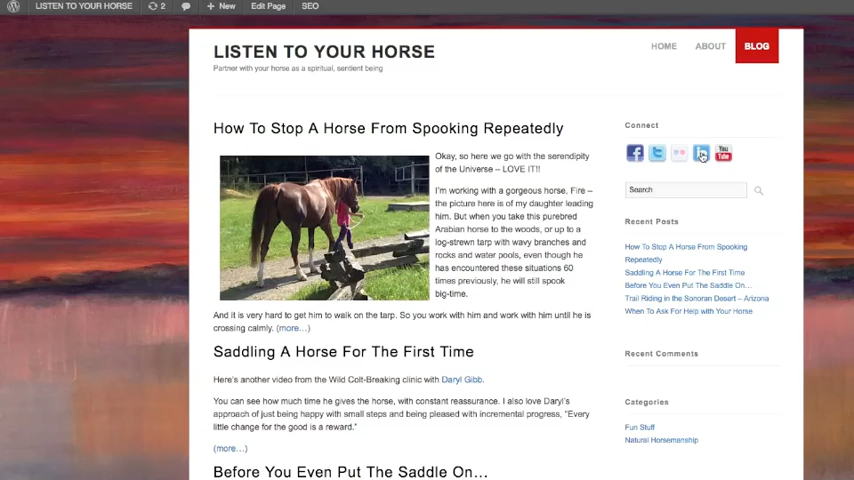 LISTEN TO YOUR HORSE 2 New Edit Page SEO
LISTEN TO YOUR HORSE
Partner with your horse as a spiritual, sentient being
HOME ABOUT BLOG
How To Stop A Horse From Spooking Repeatedly
Okay, so here we go with the serendipity
of the Universe – LOVE IT!!
I'm working with a gorgeous horse, Fire –
the picture here is of my daughter leading
him. But when you take this purebred
Arabian horse to the woods, or up to a
log-strewn tarp with wavy branches and
rocks and water pools, even though he
has encountered these situations 60
times previously, he will still spook
big-time.
And it is very hard to get him to walk on the tarp. So you work with him and work with him until he is
crossing calmly. (more…)
Saddling A Horse For The First Time
Here's another video from the Wild Colt-Breaking clinic with Daryl Gibb.
You can see how much time he gives the horse, with constant reassurance. I also love Daryl's
approach of just being happy with small steps and being pleased with incremental progress, "Every
little change for the good is a reward."
(more…)
Before You Even Put The Saddle On…
Connect
You
Tube
Search
Recent Posts
How To Stop A Horse From Spooking
Repeatedly
Saddling A Horse For The First Time
Before You Even Put The Saddle On…
Trail Riding in the Sonoran Desert – Arizona
When To Ask For Help with Your Horse
Recent Comments
Categories
Fun Stuff
Natural Horsemanship